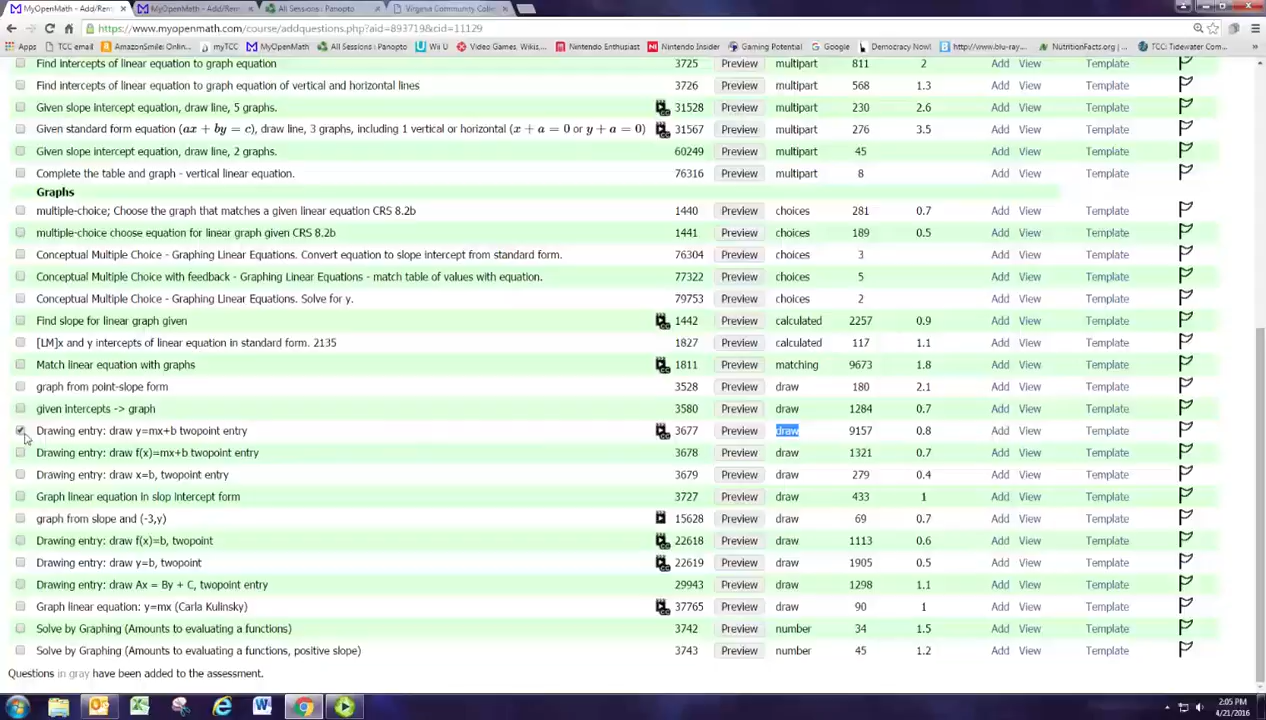 MyOpenMath - Add/Rem
MyOpenMath - Add/Rem
All Sessions - Panopto
Virginia Community Colle
https://www.myopenmath.com/course/addquestions.php?aid=893719&cid=11129
Apps TCC email AmazonSmile: Onlin... myTCC MyOpenMath All Sessions - Panopto Wii U Video Games, Wikis,... Nintendo Enthusiast Nintendo Insider Gaming Potential Google Democracy Now! http://www.blu-ray... NutritionFacts.org | TCC: Tidewater Com...
Find intercepts of linear equation to graph equation 3725 Preview multipart 811 2 Add View Template
Find intercepts of linear equation to graph equation of vertical and horizontal lines 3726 Preview multipart 568 1.3 Add View Template
Given slope intercept equation, draw line, 5 graphs. 31528 Preview multipart 230 2.6 Add View Template
Given standard form equation (ax + by = c), draw line, 3 graphs, including 1 vertical or horizontal (x + a = 0 or y + a = 0) 31567 Preview multipart 276 3.5 Add View Template
Given slope intercept equation, draw line, 2 graphs. 60249 Preview multipart 45 Add View Template
Complete the table and graph - vertical linear equation. 76316 Preview multipart 8 Add View Template
Graphs
multiple-choice; Choose the graph that matches a given linear equation CRS 8.2b 1440 Preview choices 281 0.7 Add View Template
multiple-choice choose equation for linear graph given CRS 8.2b 1441 Preview choices 189 0.5 Add View Template
Conceptual Multiple Choice - Graphing Linear Equations. Convert equation to slope intercept from standard form. 76304 Preview choices 3 Add View Template
Conceptual Multiple Choice with feedback - Graphing Linear Equations - match table of values with equation. 77322 Preview choices 5 Add View Template
Conceptual Multiple Choice - Graphing Linear Equations. Solve for y. 79753 Preview choices 2 Add View Template
Find slope for linear graph given 1442 Preview calculated 2257 0.9 Add View Template
[LM]x and y intercepts of linear equation in standard form. 2135 1827 Preview calculated 117 1.1 Add View Template
Match linear equation with graphs 1811 Preview matching 9673 1.8 Add View Template
graph from point-slope form 3528 Preview draw 180 2.1 Add View Template
given intercepts -> graph 3580 Preview draw 1284 0.7 Add View Template
Drawing entry: draw y=mx+b twopoint entry 3677 Preview draw 9157 0.8 Add View Template
Drawing entry: draw f(x)=mx+b twopoint entry 3678 Preview draw 1321 0.7 Add View Template
Drawing entry: draw x=b, twopoint entry 3679 Preview draw 279 0.4 Add View Template
Graph linear equation in slop intercept form 3727 Preview draw 433 1 Add View Template
graph from slope and (-3,y) 15628 Preview draw 69 0.7 Add View Template
Drawing entry: draw f(x)=b, twopoint 22618 Preview draw 1113 0.6 Add View Template
Drawing entry: draw y=b, twopoint 22619 Preview draw 1905 0.5 Add View Template
Drawing entry: draw Ax = By + C, twopoint entry 29943 Preview draw 1298 1.1 Add View Template
Graph linear equation: y=mx (Carla Kulinsky) 37765 Preview draw 90 1 Add View Template
Solve by Graphing (Amounts to evaluating a functions) 3742 Preview number 34 1.5 Add View Template
Solve by Graphing (Amounts to evaluating a functions, positive slope) 3743 Preview number 45 1.2 Add View Template
Questions in gray have been added to the assessment.
2:05 PM
4/21/2016